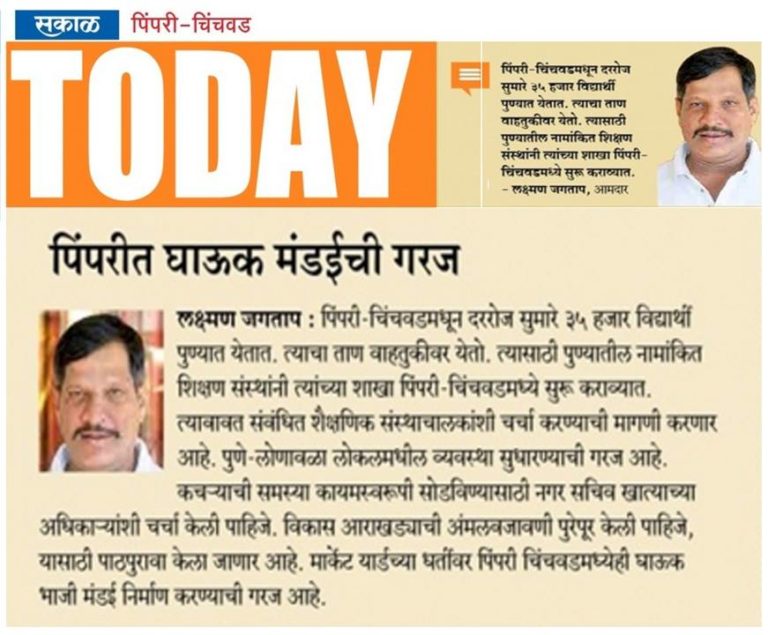 सकाळ पिंपरी-चिंचवड
TODAY
पिंपरी-चिंचवडमधून दररोज
सुमारे ३५ हजार विद्यार्थी
पुण्यात येतात. त्याचा ताण
वाहतुकीवर येतो. त्यासाठी
पुण्यातील नामांकित शिक्षण
संस्थांनी त्यांच्या शाखा पिंपरी-
चिंचवडमध्ये सुरू कराव्यात.
- लक्ष्मण जगताप, आमदार
पिंपरीत घाऊक मंडईची गरज
लक्ष्मण जगताप : पिंपरी-चिंचवडमधून दररोज सुमारे ३५ हजार विद्यार्थी
पुण्यात येतात. त्याचा ताण वाहतुकीवर येतो. त्यासाठी पुण्यातील नामांकित
शिक्षण संस्थांनी त्यांच्या शाखा पिंपरी-चिंचवडमध्ये सुरू कराव्यात.
त्याबाबत संबंधित शैक्षणिक संस्थाचालकांशी चर्चा करण्याची मागणी करणार
आहे. पुणे-लोणावळा लोकलमधील व्यवस्था सुधारण्याची गरज आहे.
कचऱ्याची समस्या कायमस्वरूपी सोडविण्यासाठी नगर सचिव खात्याच्या
अधिकाऱ्यांशी चर्चा केली पाहिजे. विकास आराखड्याची अंमलबजावणी पुरेपूर केली पाहिजे,
यासाठी पाठपुरावा केला जाणार आहे. मार्केट यार्डच्या धर्तीवर पिंपरी चिंचवडमध्येही घाऊक
भाजी मंडई निर्माण करण्याची गरज आहे.